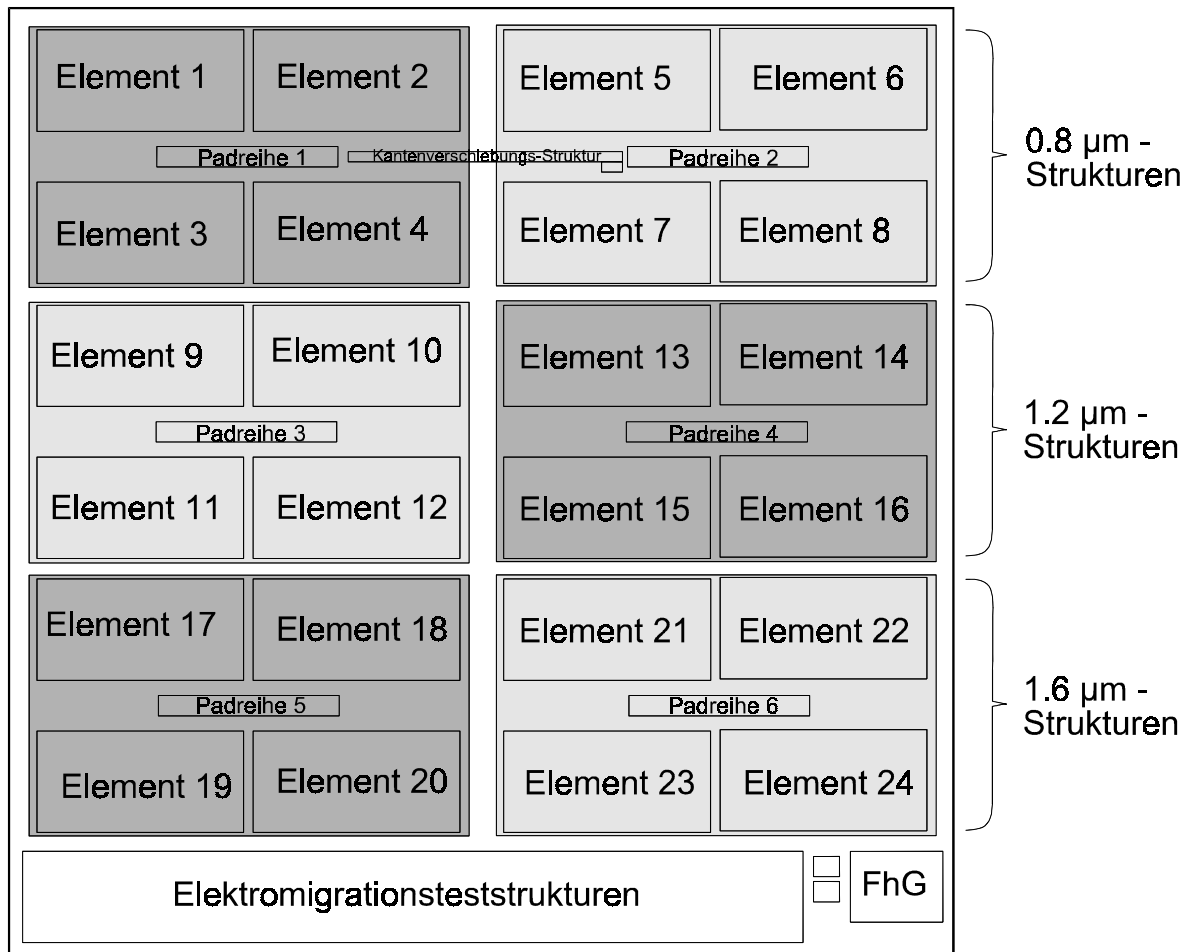 Element 1
Element 2
Element 5
Element 6
Padreihe 1
Kantenverschiebungs-Struktur
Padreihe 2
Element 3
Element 4
Element 7
Element 8
0.8 µm -
Strukturen
Element 9
Element 10
Element 13
Element 14
Padreihe 3
Padreihe 4
Element 11
Element 12
Element 15
Element 16
1.2 µm -
Strukturen
Element 17
Element 18
Element 21
Element 22
Padreihe 5
Padreihe 6
Element 19
Element 20
Element 23
Element 24
1.6 µm -
Strukturen
Elektromigrationsteststrukturen
FhG